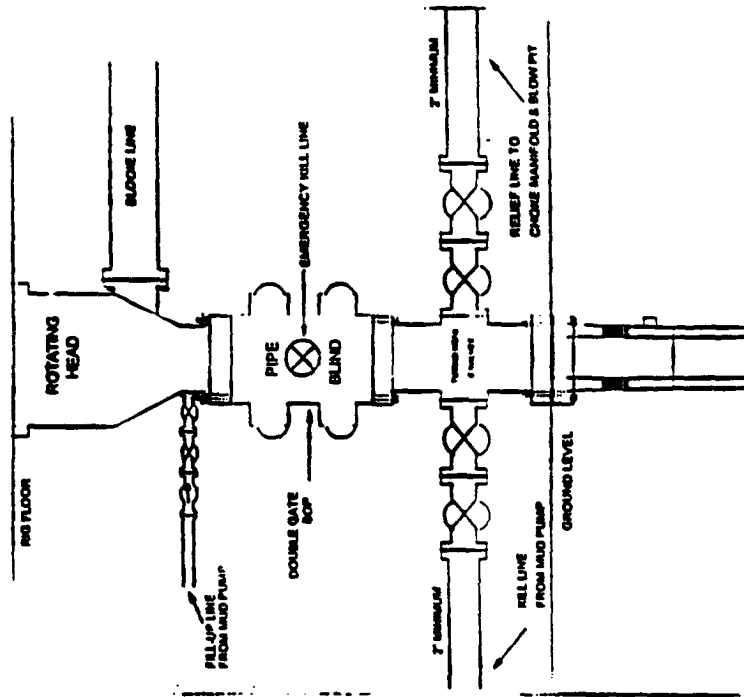 RIG FLOOR
ROTATING
HEAD
BLOOIE LINE
FILL-UP LINE
FROM MUD PUMP
PIPE
BLIND
EMERGENCY KILL LINE
DOUBLE GATE
BOP
2" MINIMUM
2" MINIMUM
KILL LINE
FROM MUD PUMP
RELIEF LINE TO
CHOKE MANIFOLD & BLOW PIT
GROUND LEVEL